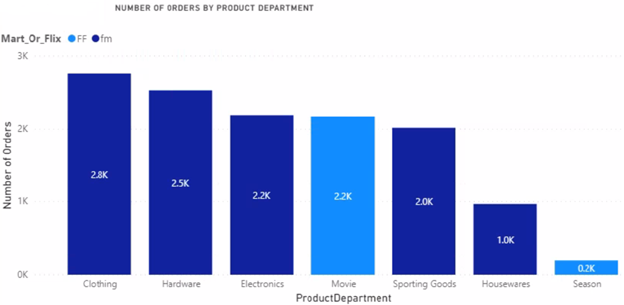 NUMBER OF ORDERS BY PRODUCT DEPARTMENT
Mart_Or_Flix FF fm
3K
2K
1K
0K
Number of Orders
2.8K 2.5K 2.2K 2.2K 2.0K 1.0K 0.2K
Clothing Hardware Electronics Movie Sporting Goods Housewares Season
ProductDepartment